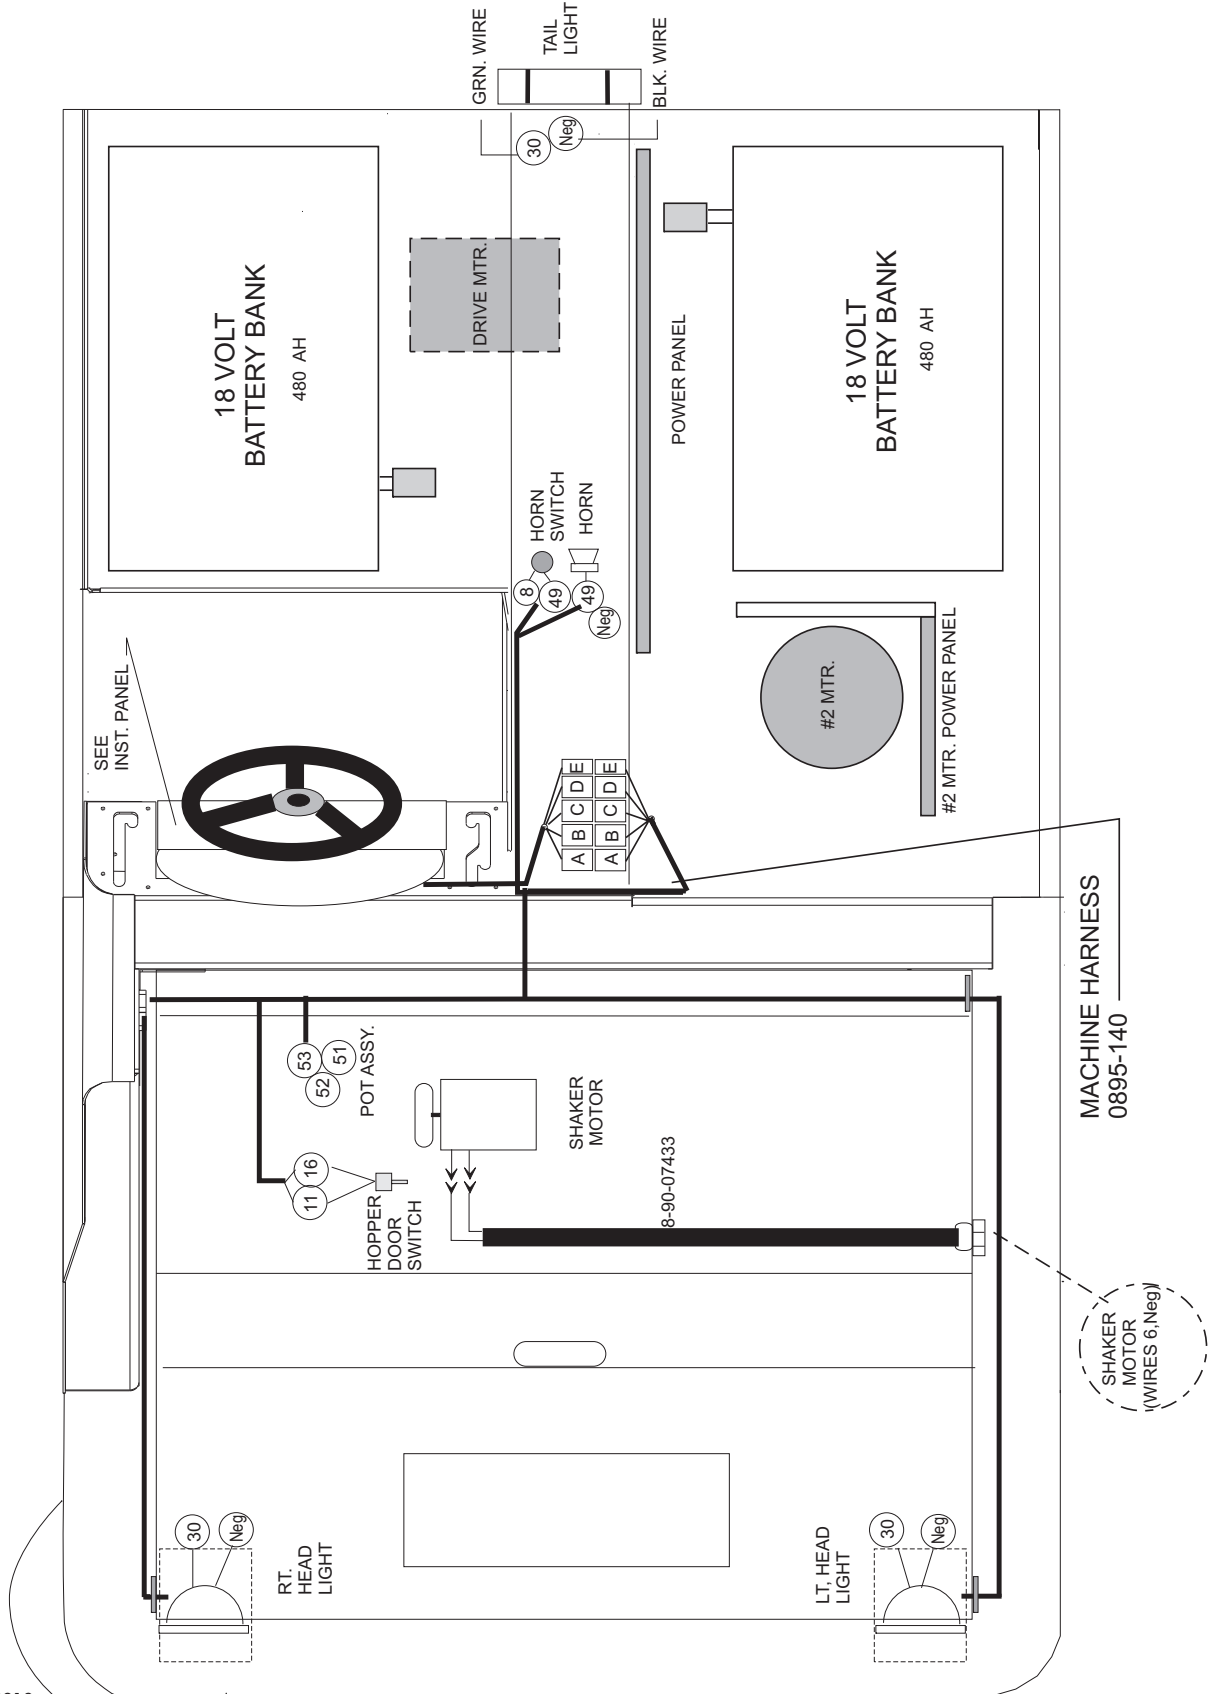 GRN. WIRE
TAIL
LIGHT
BLK. WIRE
30
Neg
18 VOLT
BATTERY BANK
480 AH
DRIVE MTR.
POWER PANEL
18 VOLT
BATTERY BANK
480 AH
HORN
SWITCH
HORN
8
49
49
Neg
SEE
INST. PANEL
#2 MTR.
#2 MTR. POWER PANEL
A B C D E
A B C D E
MACHINE HARNESS
0895-140
53
51
52
POT ASSY.
SHAKER
MOTOR
11
16
HOPPER
DOOR
SWITCH
8-90-07433
SHAKER
MOTOR
(WIRES 6,Neg)
30
Neg
RT.
HEAD
LIGHT
30
Neg
LT, HEAD
LIGHT